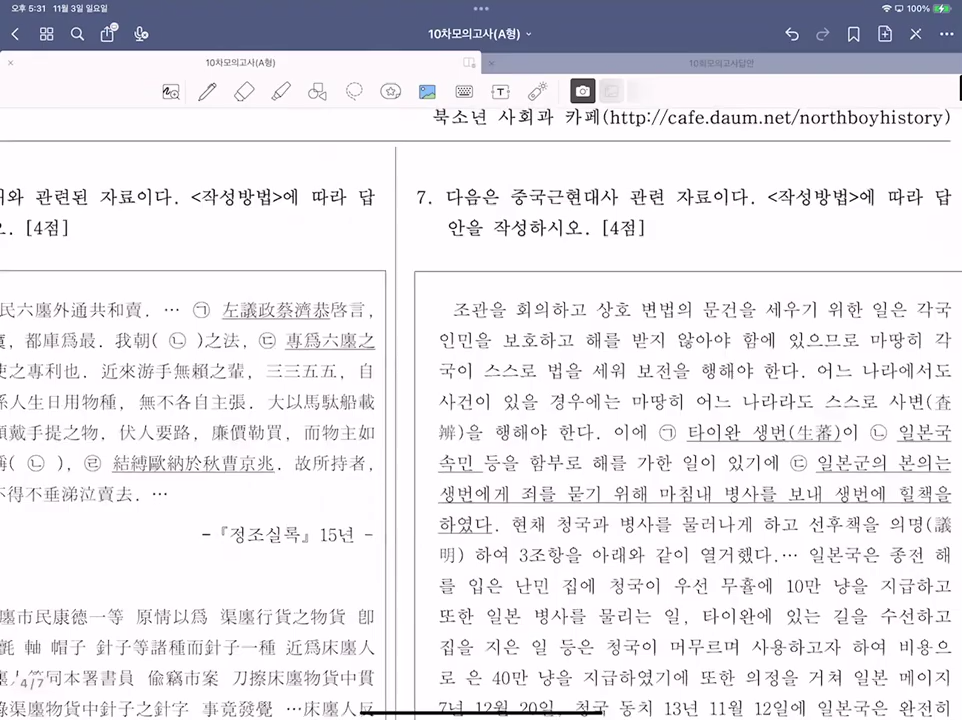 오후 5:31 11월 3일 일요일
100%
10차모의고사(A형)
10차모의고사(A형)
10회모의고사답안
북소년 사회과 카페(http://cafe.daum.net/northboyhistory)
와 관련된 자료이다. <작성방법>에 따라 답
오. [4점]
民六廛外通共和賣. … ㉠ 左議政蔡濟恭啓言,
都庫爲最. 我朝( ㉡ )之法, ㉢ 專爲六廛之
使之專利也. 近來游手無賴之輩, 三三五五, 自
係人生日用物種, 無不各自主張. 大以馬駄船載
頭戴手提之物, 伏人要路, 廉價勒買, 而物主如
稱( ㉡ ), ㉣ 結縛歐納於秋曹京兆. 故所持者,
不得不垂涕泣賣去. …
-『정조실록』15년 -
廛市民康德一等 原情以爲 渠廛行貨之物貨 卽
氈 軸 帽子 針子等諸種而針子一種 近爲床廛人
同本署書員 偸竊市案 刀擦床廛物貨中貫
4/7
渠廛物貨中針子之針字 事竟發覺 …床廛人反
7. 다음은 중국근현대사 관련 자료이다. <작성방법>에 따라 답
안을 작성하시오. [4점]
조관을 회의하고 상호 변법의 문건을 세우기 위한 일은 각국
인민을 보호하고 해를 받지 않아야 함에 있으므로 마땅히 각
국이 스스로 법을 세워 보전을 행해야 한다. 어느 나라에서도
사건이 있을 경우에는 마땅히 어느 나라라도 스스로 사변(査
辨)을 행해야 한다. 이에 ㉠ 타이완 생번(生蕃)이 ㉡ 일본국
속민 등을 함부로 해를 가한 일이 있기에 ㉢ 일본군의 본의는
생번에게 죄를 묻기 위해 마침내 병사를 보내 생번에 힐책을
하였다. 현재 청국과 병사를 물러나게 하고 선후책을 의명(議
明) 하여 3조항을 아래와 같이 열거했다.… 일본국은 종전 해
를 입은 난민 집에 청국이 우선 무휼에 10만 냥을 지급하고
또한 일본 병사를 물리는 일, 타이완에 있는 길을 수선하고
집을 지은 일 등은 청국이 머무르며 사용하고자 하여 비용으
로 은 40만 냥을 지급하였기에 또한 의정을 거쳐 일본 메이지
7년 12월 20일, 청국 동치 13년 11월 12일에 일본국은 완전히